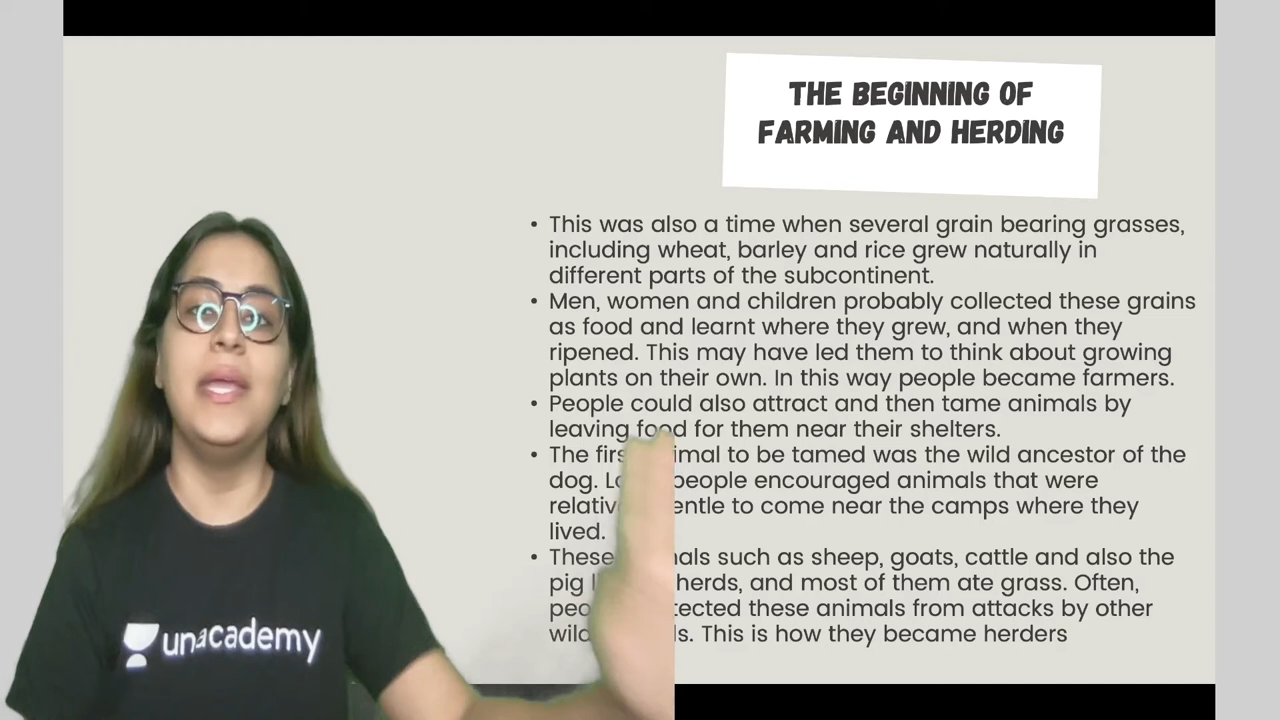 THE BEGINNING OF
FARMING AND HERDING
• This was also a time when several grain bearing grasses,
including wheat, barley and rice grew naturally in
different parts of the subcontinent.
• Men, women and children probably collected these grains
as food and learnt where they grew, and when they
ripened. This may have led them to think about growing
plants on their own. In this way people became farmers.
• People could also attract and then tame animals by
leaving food for them near their shelters.
• The first animal to be tamed was the wild ancestor of the
dog. people encouraged animals that were
to come near the camps where they
lived.
• These such as sheep, goats, cattle and also the
pig herds, and most of them ate grass. Often,
these animals from attacks by other
wild This is how they became herders
unacademy